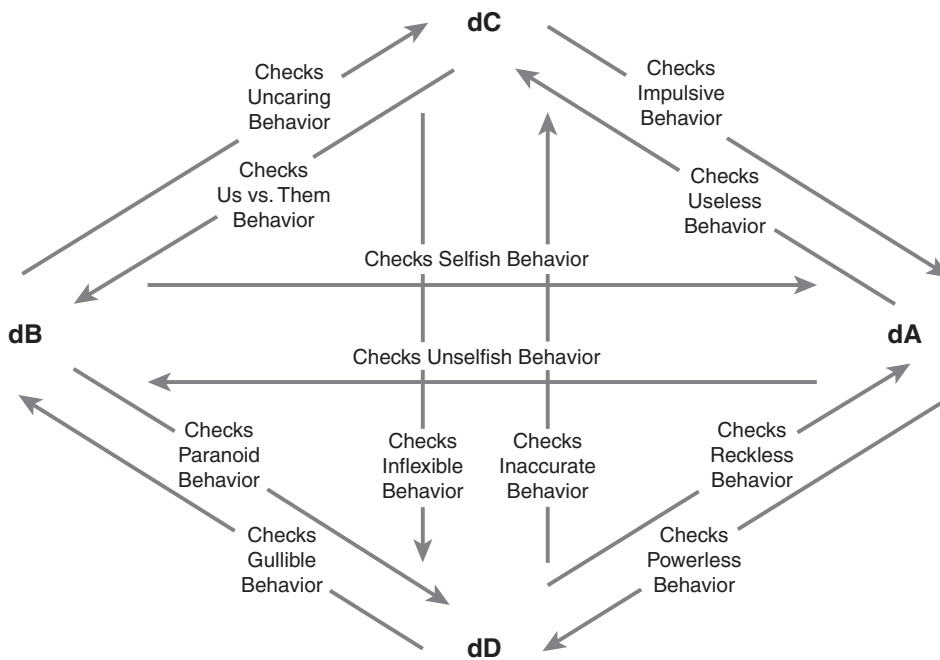 dC
Checks
Uncaring
Behavior
Checks
Impulsive
Behavior
Checks
Us vs. Them
Behavior
Checks
Useless
Behavior
Checks Selfish Behavior
dB
dA
Checks Unselfish Behavior
Checks
Paranoid
Behavior
Checks
Inflexible
Behavior
Checks
Inaccurate
Behavior
Checks
Reckless
Behavior
Checks
Gullible
Behavior
Checks
Powerless
Behavior
dD